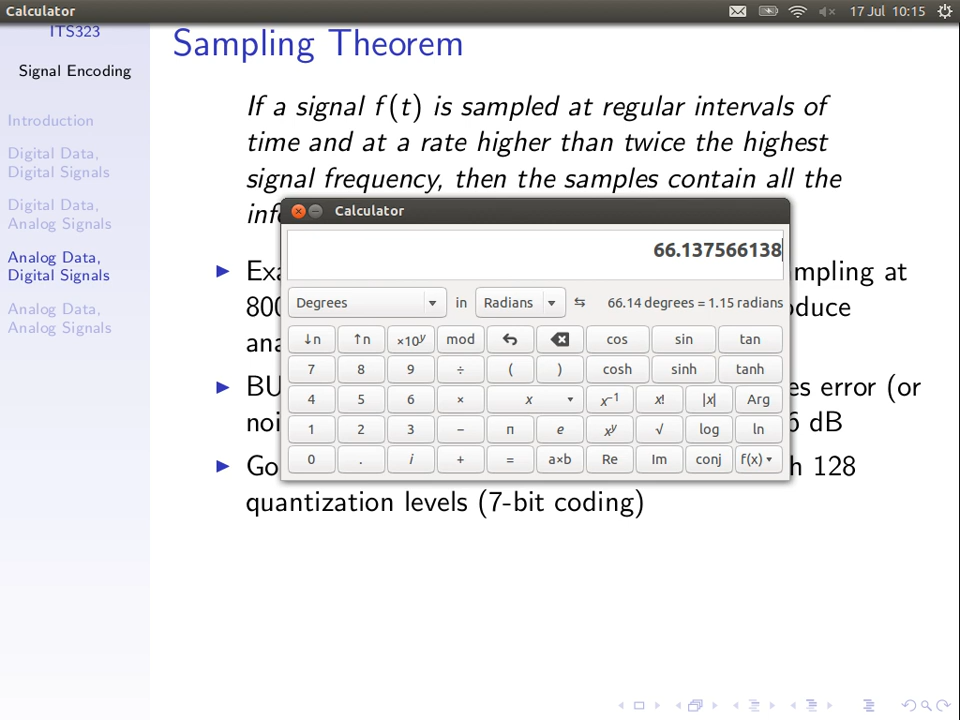 Calculator
17 Jul 10:15
ITS323
Signal Encoding
Introduction
Digital Data,
Digital Signals
Digital Data,
Analog Signals
Analog Data,
Digital Signals
Analog Data,
Analog Signals
Sampling Theorem
If a signal f(t) is sampled at regular intervals of
time and at a rate higher than twice the highest
signal frequency, then the samples contain all the
mpling at
oduce
BU
es error (or
noi
6 dB
Go
h 128
quantization levels (7-bit coding)
Calculator
66.137566138
Degrees in Radians ⇆ 66.14 degrees = 1.15 radians
↓n ↑n ×10ʸ mod cos sin tan
7 8 9 ÷ ( ) cosh sinh tanh
4 5 6 × x x⁻¹ x! |x| Arg
1 2 3 − π e xʸ √ log ln
0 . i + = a×b Re Im conj f(x)